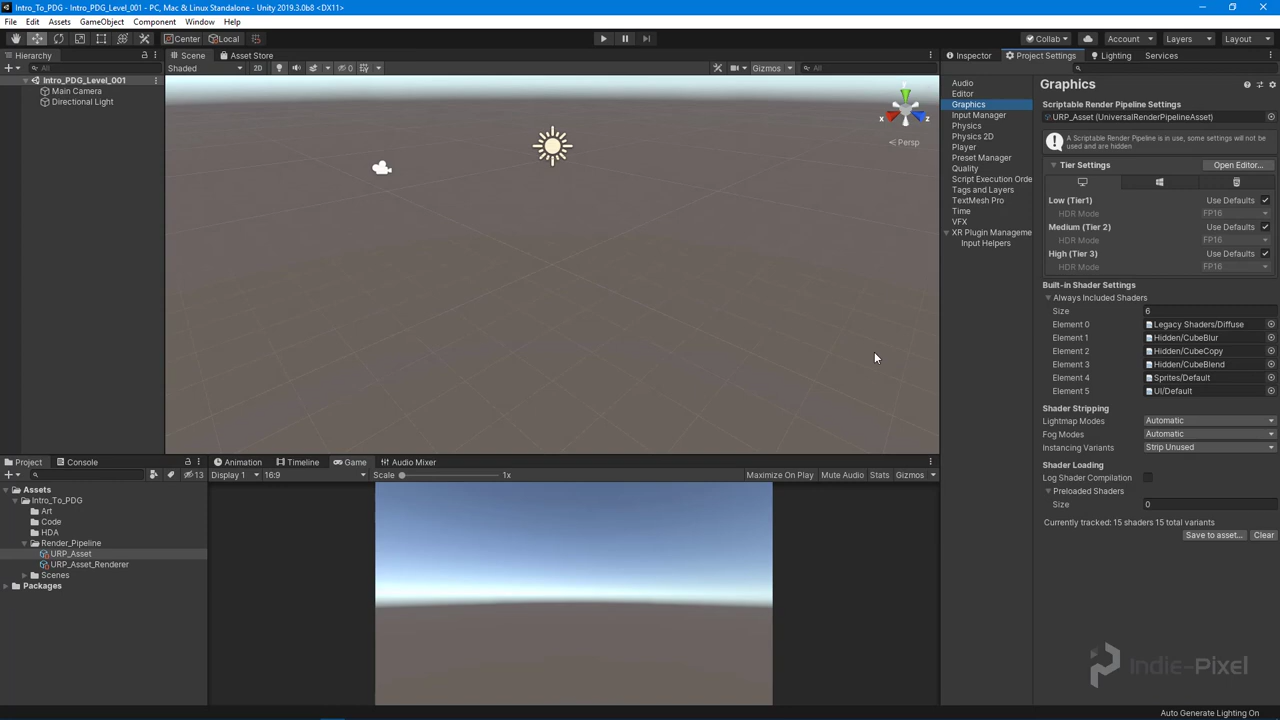 Intro_To_PDG - Intro_PDG_Level_001 - PC, Mac & Linux Standalone - Unity 2019.3.0b8 <DX11>
File Edit Assets GameObject Component Window Help
Center Local Collab Account Layers Layout
Hierarchy
All
Intro_PDG_Level_001
Main Camera
Directional Light
Scene Asset Store
Shaded 2D 0 Gizmos All
y
x z
Persp
Project Console
13
Assets
Intro_To_PDG
Art
Code
HDA
Render_Pipeline
URP_Asset
URP_Asset_Renderer
Scenes
Packages
Animation Timeline Game Audio Mixer
Display 1 16:9 Scale 1x Maximize On Play Mute Audio Stats Gizmos
Inspector Project Settings Lighting Services
Audio
Editor
Graphics
Input Manager
Physics
Physics 2D
Player
Preset Manager
Quality
Script Execution Orde
Tags and Layers
TextMesh Pro
Time
VFX
XR Plugin Manageme
Input Helpers
Graphics
Scriptable Render Pipeline Settings
URP_Asset (UniversalRenderPipelineAsset)
A Scriptable Render Pipeline is in use, some settings will not
be used and are hidden
Tier Settings Open Editor...
Low (Tier1) Use Defaults
HDR Mode FP16
Medium (Tier 2) Use Defaults
HDR Mode FP16
High (Tier 3) Use Defaults
HDR Mode FP16
Built-in Shader Settings
Always Included Shaders
Size 6
Element 0 Legacy Shaders/Diffuse
Element 1 Hidden/CubeBlur
Element 2 Hidden/CubeCopy
Element 3 Hidden/CubeBlend
Element 4 Sprites/Default
Element 5 UI/Default
Shader Stripping
Lightmap Modes Automatic
Fog Modes Automatic
Instancing Variants Strip Unused
Shader Loading
Log Shader Compilation
Preloaded Shaders
Size 0
Currently tracked: 15 shaders 15 total variants
Save to asset... Clear
Indie-Pixel
Auto Generate Lighting On